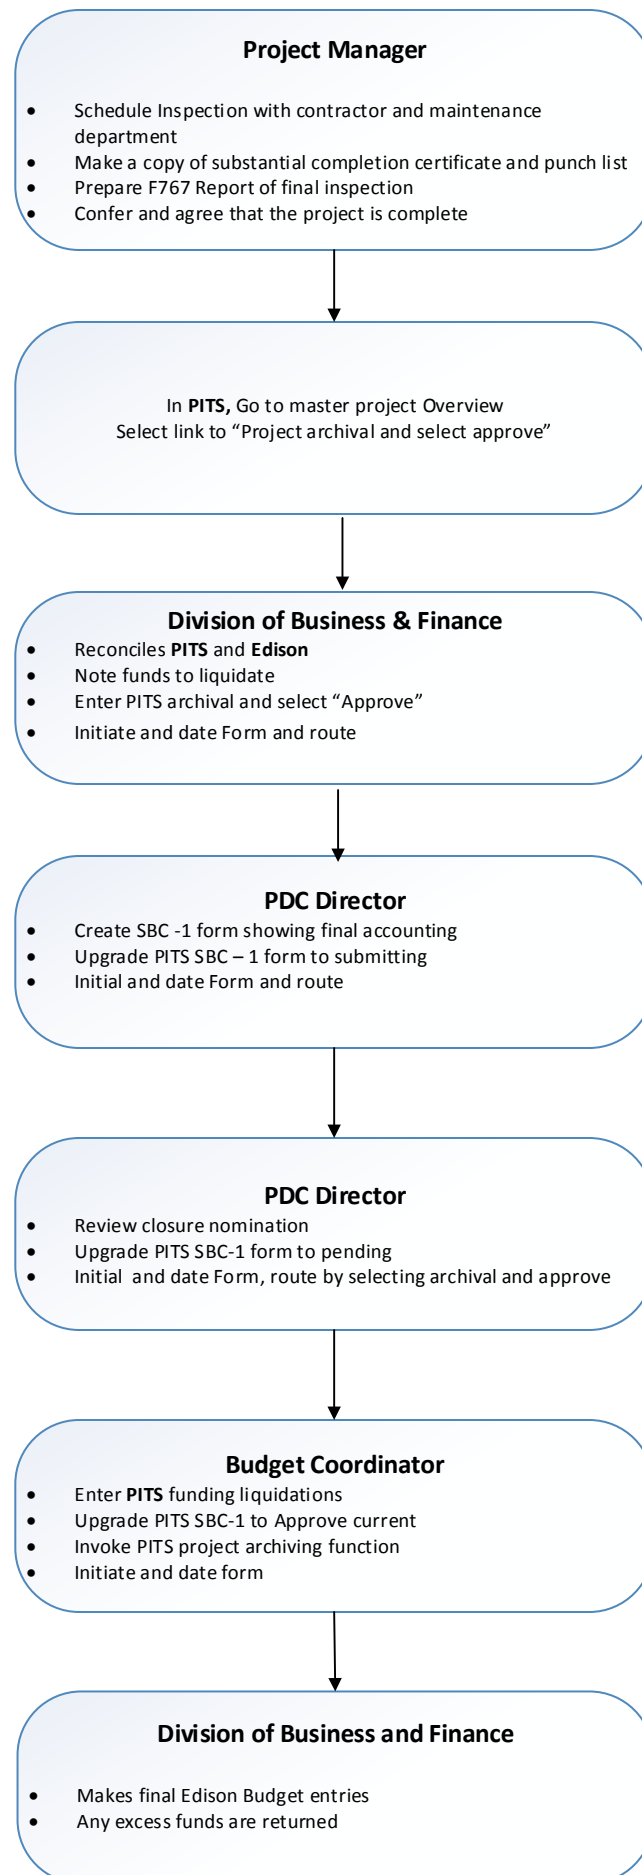 Project Manager
• Schedule Inspection with contractor and maintenance
department
• Make a copy of substantial completion certificate and punch list
• Prepare F767 Report of final inspection
• Confer and agree that the project is complete
In PITS, Go to master project Overview
Select link to “Project archival and select approve”
Division of Business & Finance
• Reconciles PITS and Edison
• Note funds to liquidate
• Enter PITS archival and select “Approve”
• Initiate and date Form and route
PDC Director
• Create SBC -1 form showing final accounting
• Upgrade PITS SBC – 1 form to submitting
• Initial and date Form and route
PDC Director
• Review closure nomination
• Upgrade PITS SBC-1 form to pending
• Initial  and date Form, route by selecting archival and approve
Budget Coordinator
• Enter PITS funding liquidations
• Upgrade PITS SBC-1 to Approve current
• Invoke PITS project archiving function
• Initiate and date form
Division of Business and Finance
• Makes final Edison Budget entries
• Any excess funds are returned